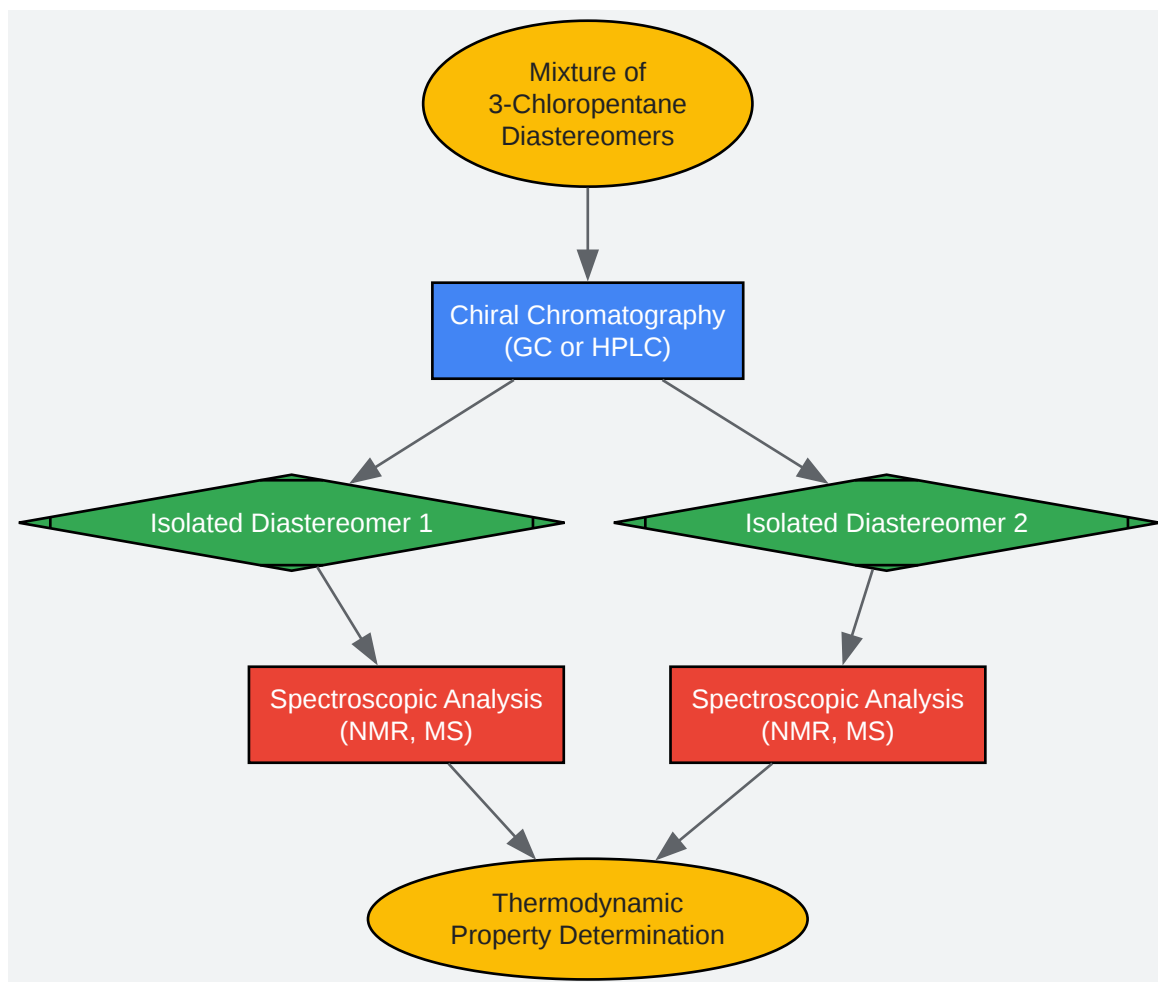 Mixture of
3-Chloropentane
Diastereomers
Chiral Chromatography
(GC or HPLC)
Isolated Diastereomer 1
Isolated Diastereomer 2
Spectroscopic Analysis
(NMR, MS)
Spectroscopic Analysis
(NMR, MS)
Thermodynamic
Property Determination